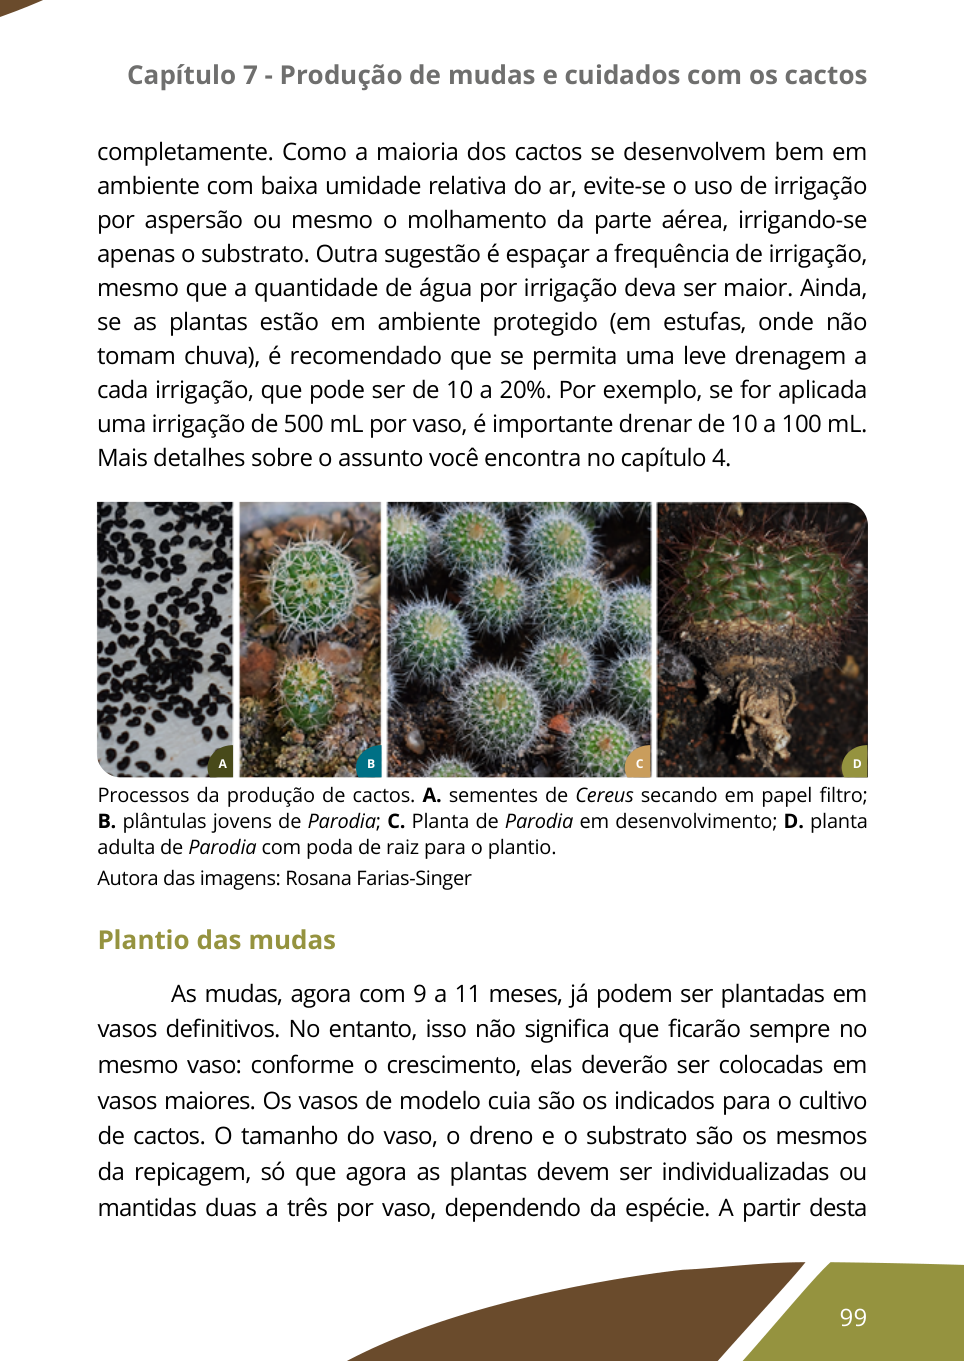 Capítulo 7 - Produção de mudas e cuidados com os cactos
completamente. Como a maioria dos cactos se desenvolvem bem em
ambiente com baixa umidade relativa do ar, evite-se o uso de irrigação
por aspersão ou mesmo o molhamento da parte aérea, irrigando-se
apenas o substrato. Outra sugestão é espaçar a frequência de irrigação,
mesmo que a quantidade de água por irrigação deva ser maior. Ainda,
se as plantas estão em ambiente protegido (em estufas, onde não
tomam chuva), é recomendado que se permita uma leve drenagem a
cada irrigação, que pode ser de 10 a 20%. Por exemplo, se for aplicada
uma irrigação de 500 mL por vaso, é importante drenar de 10 a 100 mL.
Mais detalhes sobre o assunto você encontra no capítulo 4.
A B C D
Processos da produção de cactos. A. sementes de Cereus secando em papel filtro;
B. plântulas jovens de Parodia; C. Planta de Parodia em desenvolvimento; D. planta
adulta de Parodia com poda de raiz para o plantio.
Autora das imagens: Rosana Farias-Singer
Plantio das mudas
As mudas, agora com 9 a 11 meses, já podem ser plantadas em
vasos definitivos. No entanto, isso não significa que ficarão sempre no
mesmo vaso: conforme o crescimento, elas deverão ser colocadas em
vasos maiores. Os vasos de modelo cuia são os indicados para o cultivo
de cactos. O tamanho do vaso, o dreno e o substrato são os mesmos
da repicagem, só que agora as plantas devem ser individualizadas ou
mantidas duas a três por vaso, dependendo da espécie. A partir desta
99